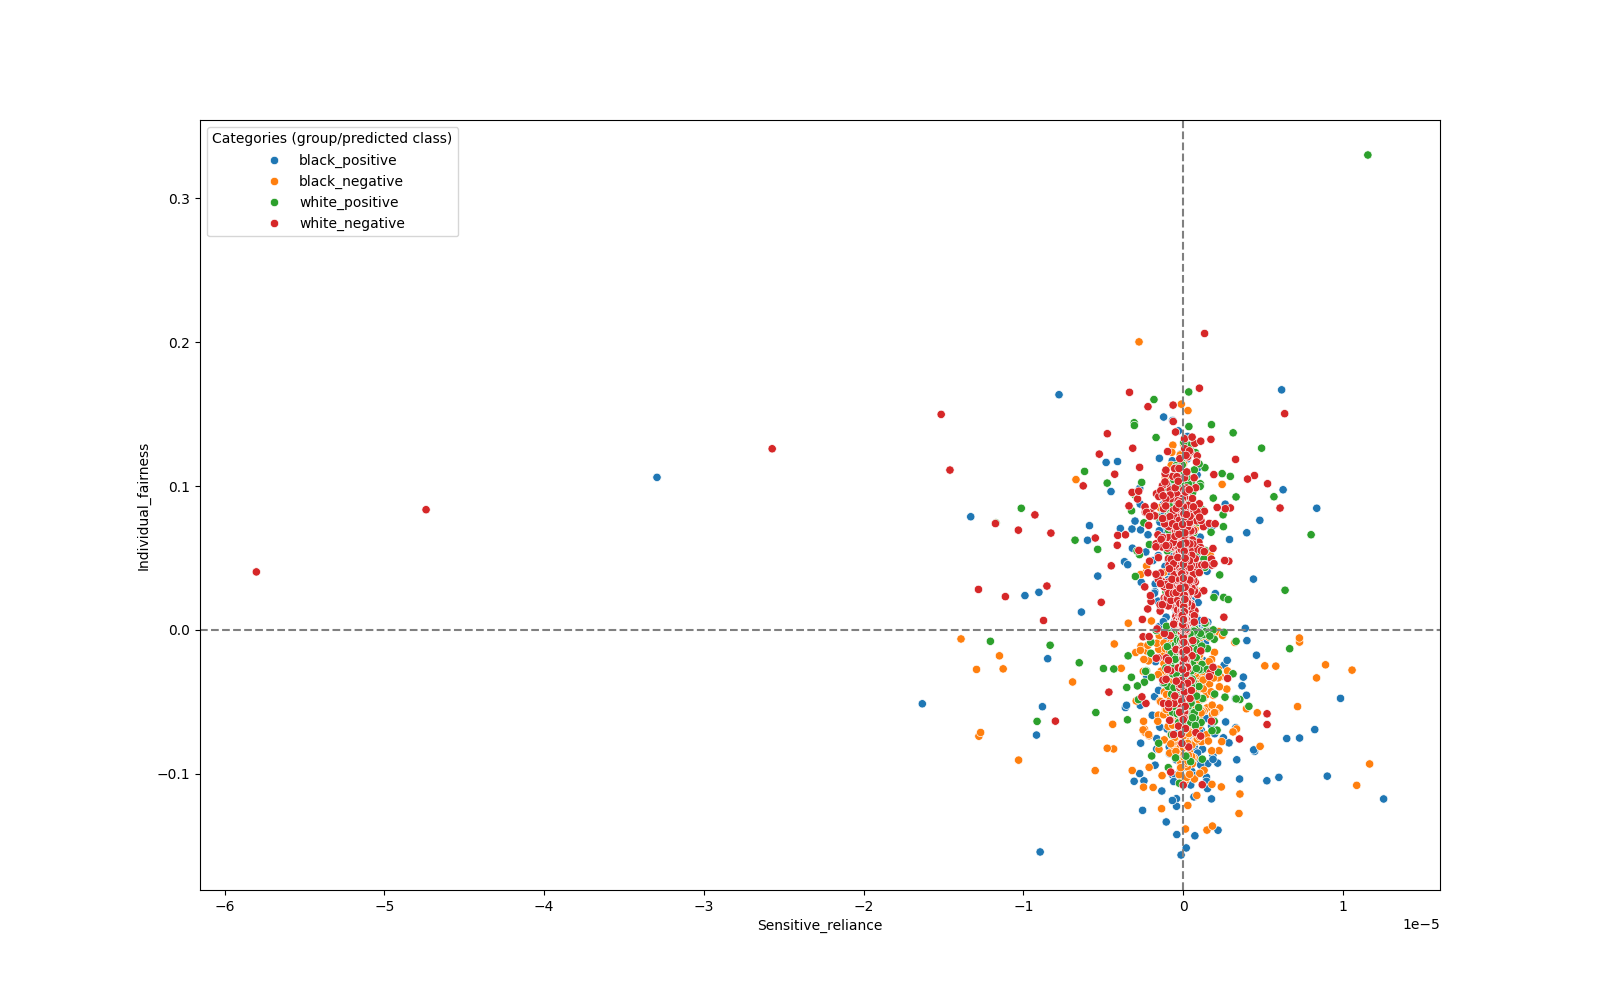 Categories (group/predicted class)
black_positive
black_negative
white_positive
white_negative
0.3
0.2
0.1
0.0
−0.1
Individual_fairness
−6 −5 −4 −3 −2 −1 0 1
1e−5
Sensitive_reliance